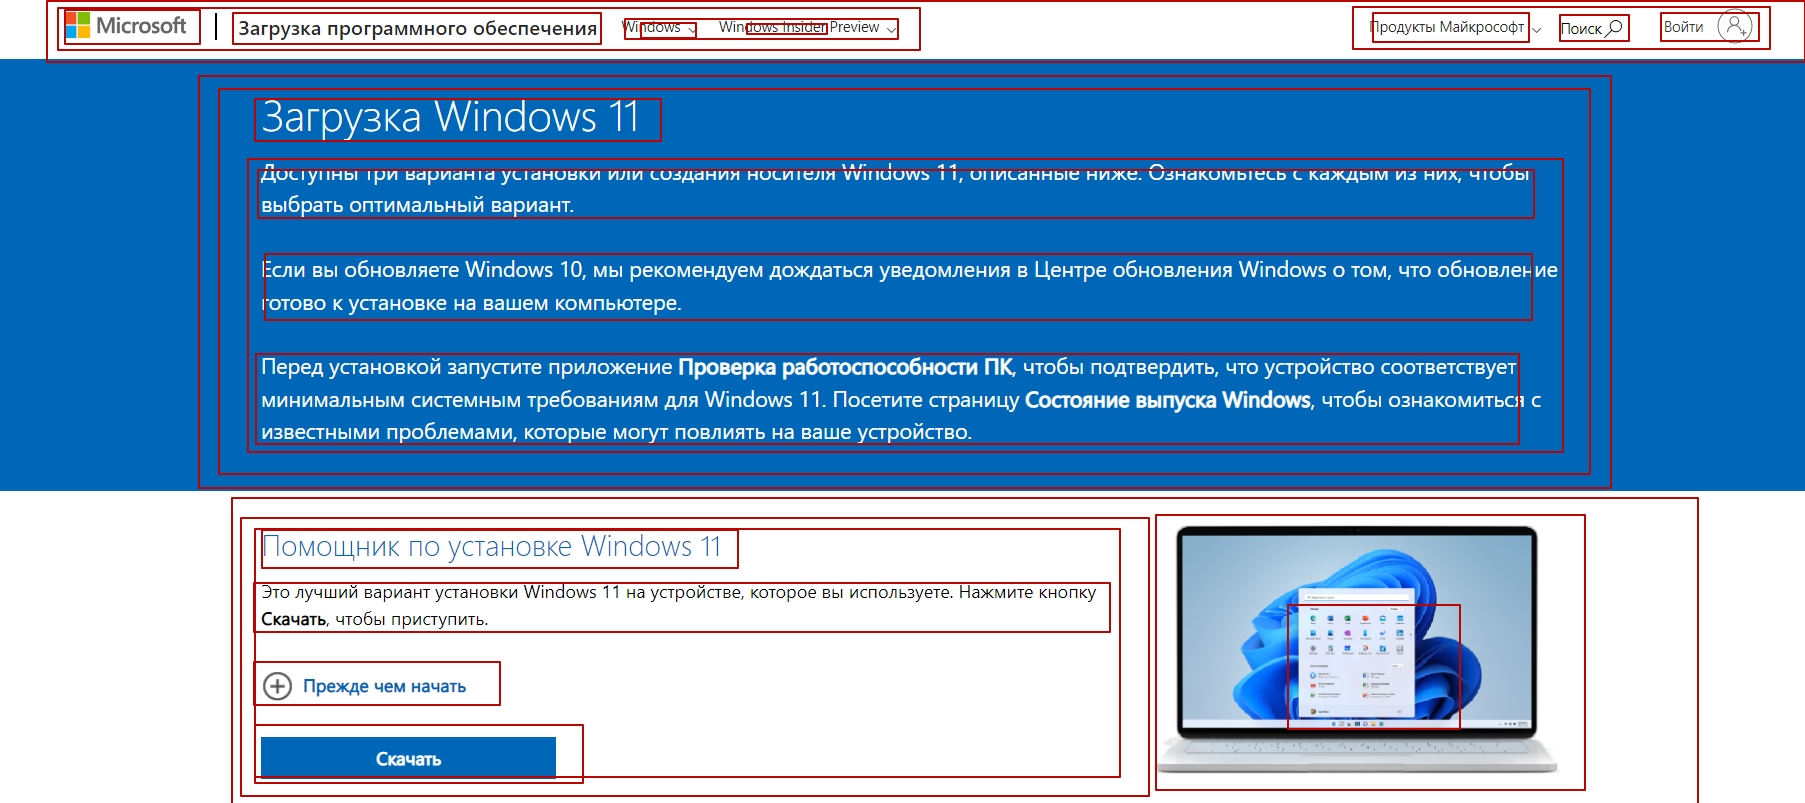 Microsoft
Загрузка программного обеспечения
Windows
Windows Insider Preview
Продукты Майкрософт
Поиск
Войти
Загрузка Windows 11
Доступны три варианта установки или создания носителя Windows 11, описанные ниже. Ознакомьтесь с каждым из них, чтобы
выбрать оптимальный вариант.
Если вы обновляете Windows 10, мы рекомендуем дождаться уведомления в Центре обновления Windows о том, что обновление
готово к установке на вашем компьютере.
Перед установкой запустите приложение Проверка работоспособности ПК, чтобы подтвердить, что устройство соответствует
минимальным системным требованиям для Windows 11. Посетите страницу Состояние выпуска Windows, чтобы ознакомиться с
известными проблемами, которые могут повлиять на ваше устройство.
Помощник по установке Windows 11
Это лучший вариант установки Windows 11 на устройстве, которое вы используете. Нажмите кнопку
Скачать, чтобы приступить.
Прежде чем начать
Скачать